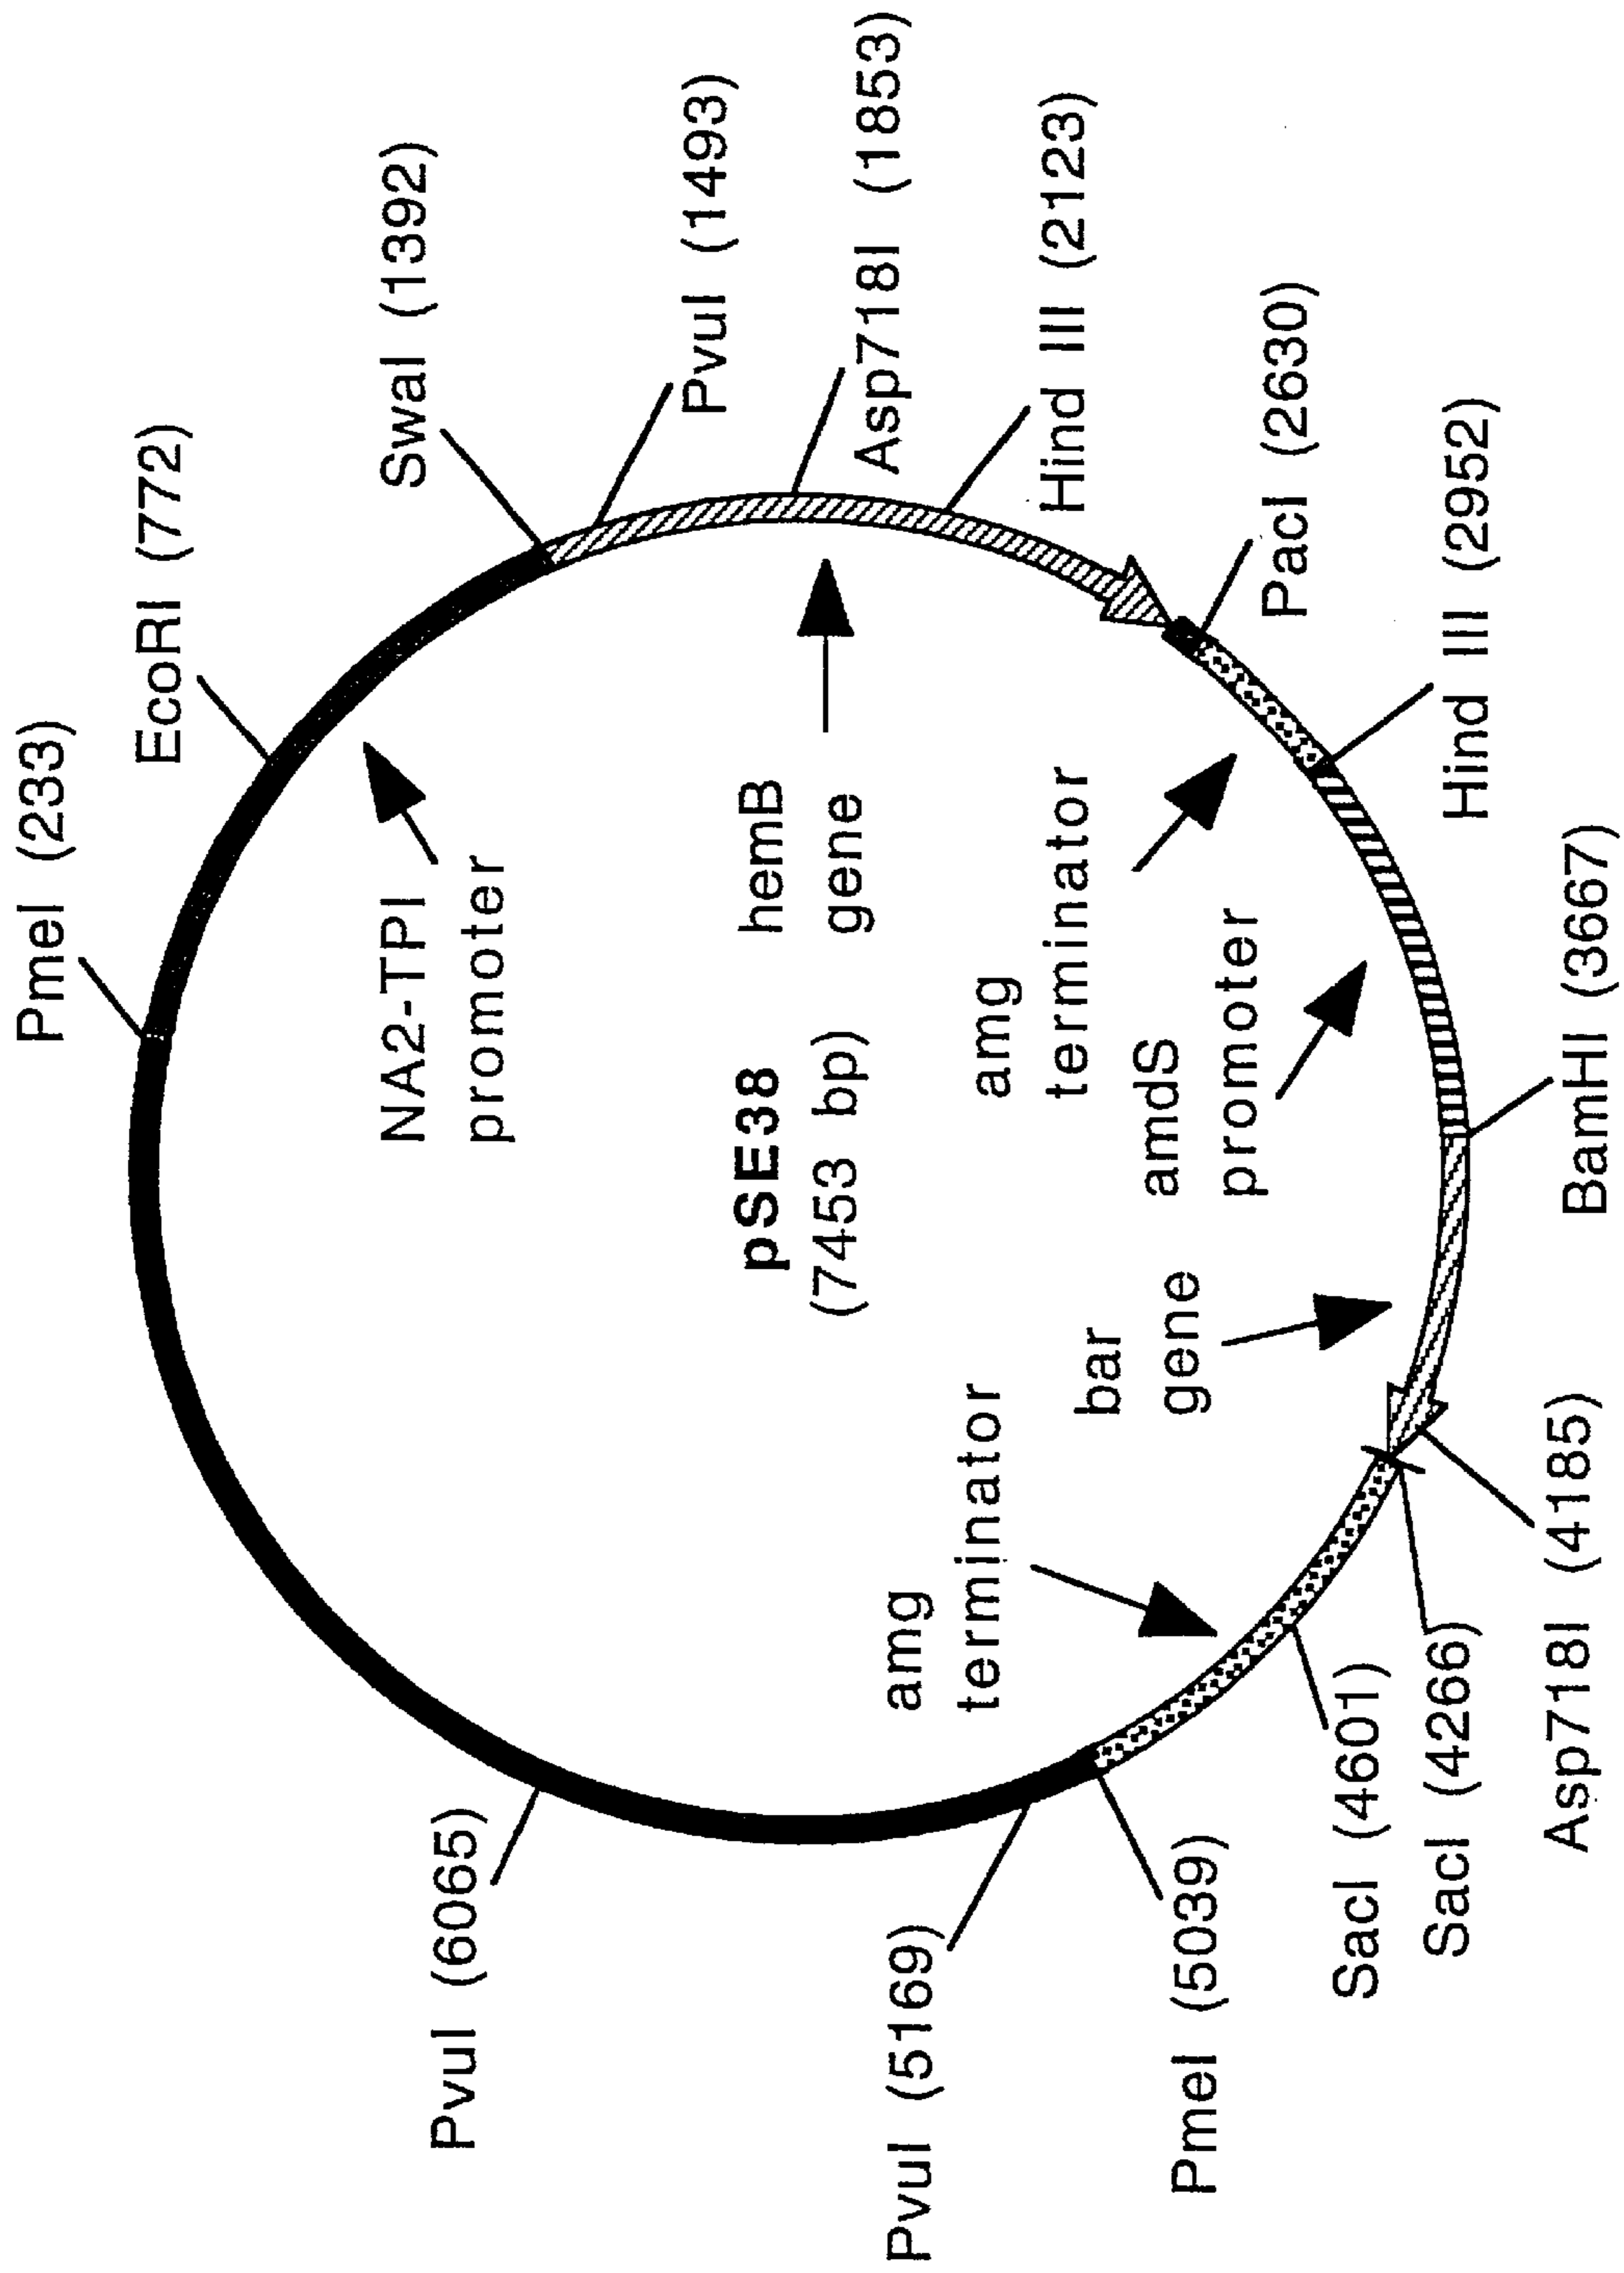 PmeI (233)
EcoRI (772)
SwaI (1392)
PvuI (1493)
Asp718I (1853)
Hind III (2123)
PacI (2630)
Hind III (2952)
BamHI (3667)
Asp718I (4185)
SacI (4266)
SacI (4601)
PmeI (5039)
PvuI (5169)
PvuI (6065)
NA2-TPI
promoter
hemB
gene
pSE38
(7453 bp)
amg
terminator
amdS
promoter
bar
gene
amg
terminator